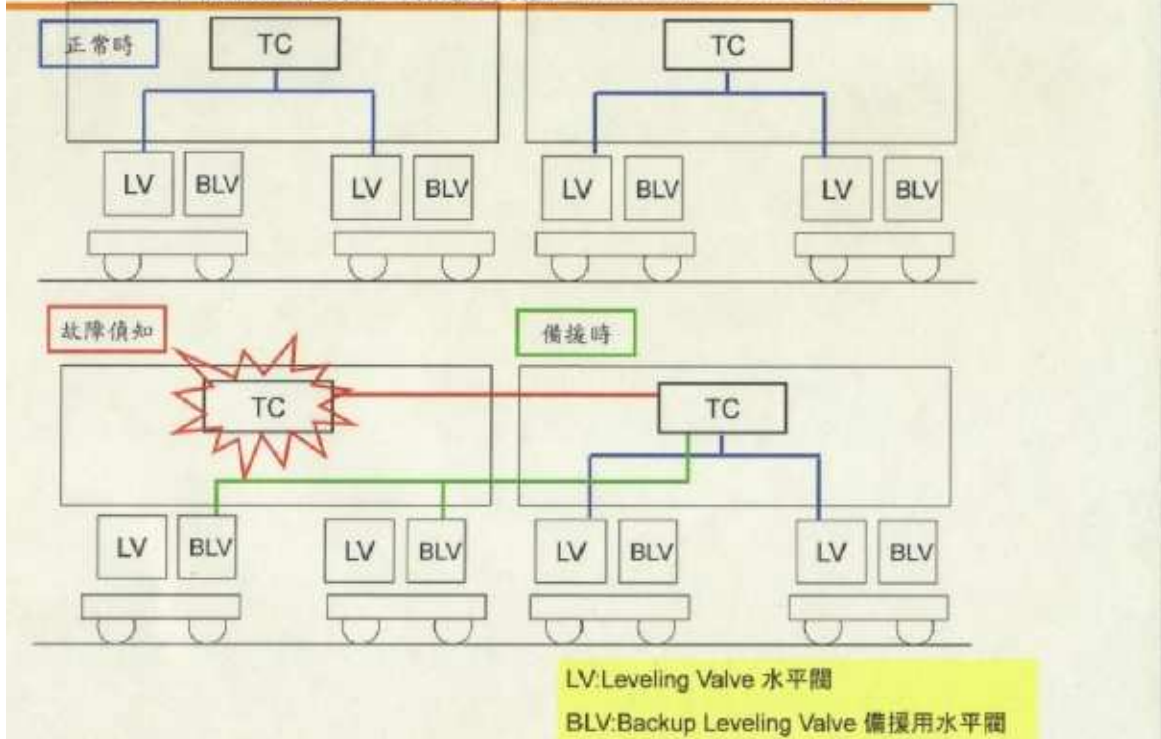 正常時
TC
TC
LV BLV LV BLV LV BLV LV BLV
故障偵知
備援時
TC
TC
LV BLV LV BLV LV BLV LV BLV
LV:Leveling Valve 水平閥
BLV:Backup Leveling Valve 備援用水平閥